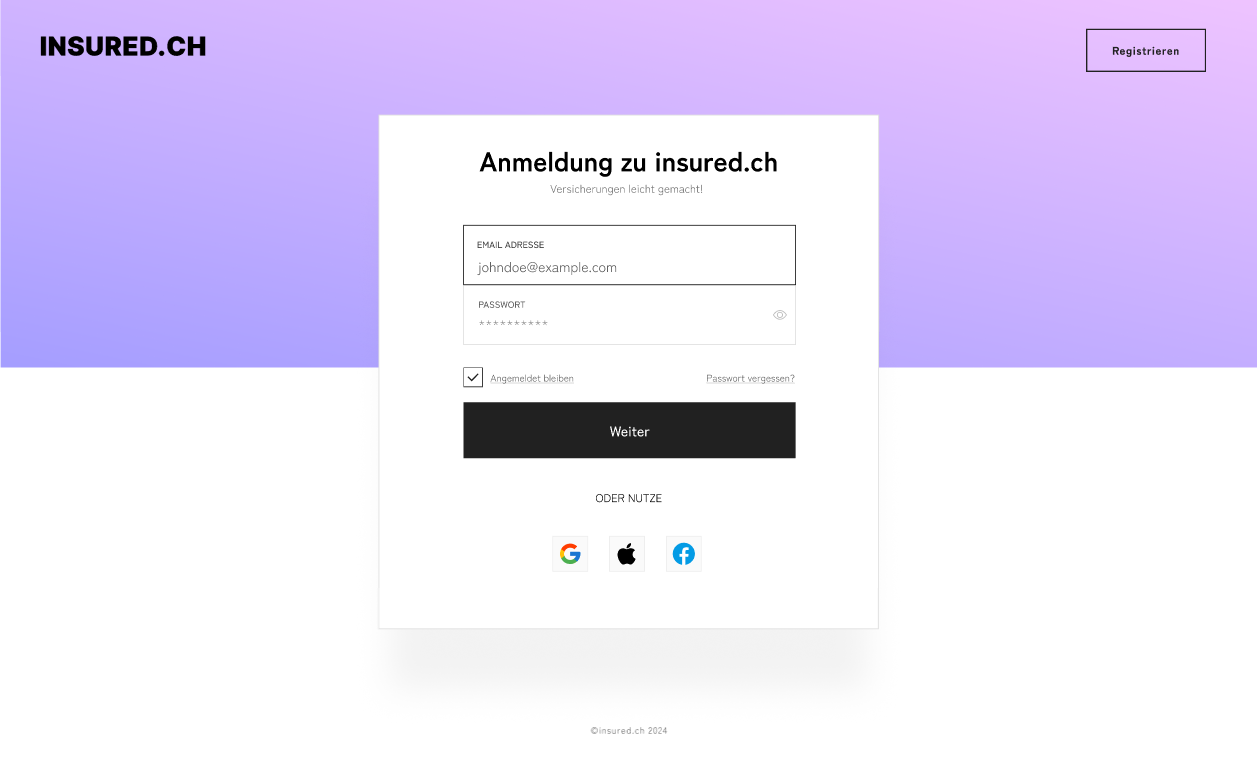 INSURED.CH
Registrieren
Anmeldung zu insured.ch
Versicherungen leicht gemacht!
EMAIL ADRESSE
johndoe@example.com
PASSWORT
**********
Angemeldet bleiben
Passwort vergessen?
Weiter
ODER NUTZE
©insured.ch 2024